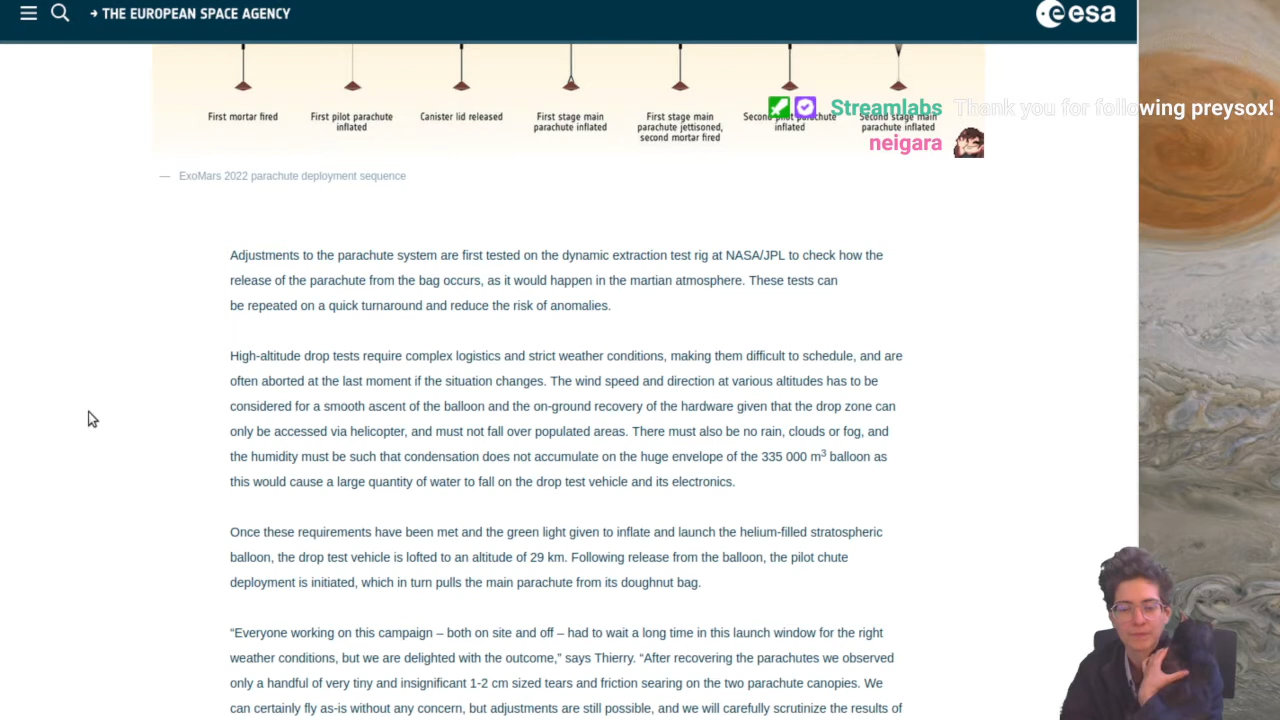 → THE EUROPEAN SPACE AGENCY
esa
First mortar fired
First pilot parachute
inflated
Canister lid released
First stage main
parachute inflated
First stage main
parachute jettisoned,
second mortar fired
Second pilot parachute
inflated
Second stage main
parachute inflated
Streamlabs Thank you for following preysox!
neigara
— ExoMars 2022 parachute deployment sequence
Adjustments to the parachute system are first tested on the dynamic extraction test rig at NASA/JPL to check how the
release of the parachute from the bag occurs, as it would happen in the martian atmosphere. These tests can
be repeated on a quick turnaround and reduce the risk of anomalies.
High-altitude drop tests require complex logistics and strict weather conditions, making them difficult to schedule, and are
often aborted at the last moment if the situation changes. The wind speed and direction at various altitudes has to be
considered for a smooth ascent of the balloon and the on-ground recovery of the hardware given that the drop zone can
only be accessed via helicopter, and must not fall over populated areas. There must also be no rain, clouds or fog, and
the humidity must be such that condensation does not accumulate on the huge envelope of the 335 000 m³ balloon as
this would cause a large quantity of water to fall on the drop test vehicle and its electronics.
Once these requirements have been met and the green light given to inflate and launch the helium-filled stratospheric
balloon, the drop test vehicle is lofted to an altitude of 29 km. Following release from the balloon, the pilot chute
deployment is initiated, which in turn pulls the main parachute from its doughnut bag.
“Everyone working on this campaign – both on site and off – had to wait a long time in this launch window for the right
weather conditions, but we are delighted with the outcome,” says Thierry. “After recovering the parachutes we observed
only a handful of very tiny and insignificant 1-2 cm sized tears and friction searing on the two parachute canopies. We
can certainly fly as-is without any concern, but adjustments are still possible, and we will carefully scrutinize the results of